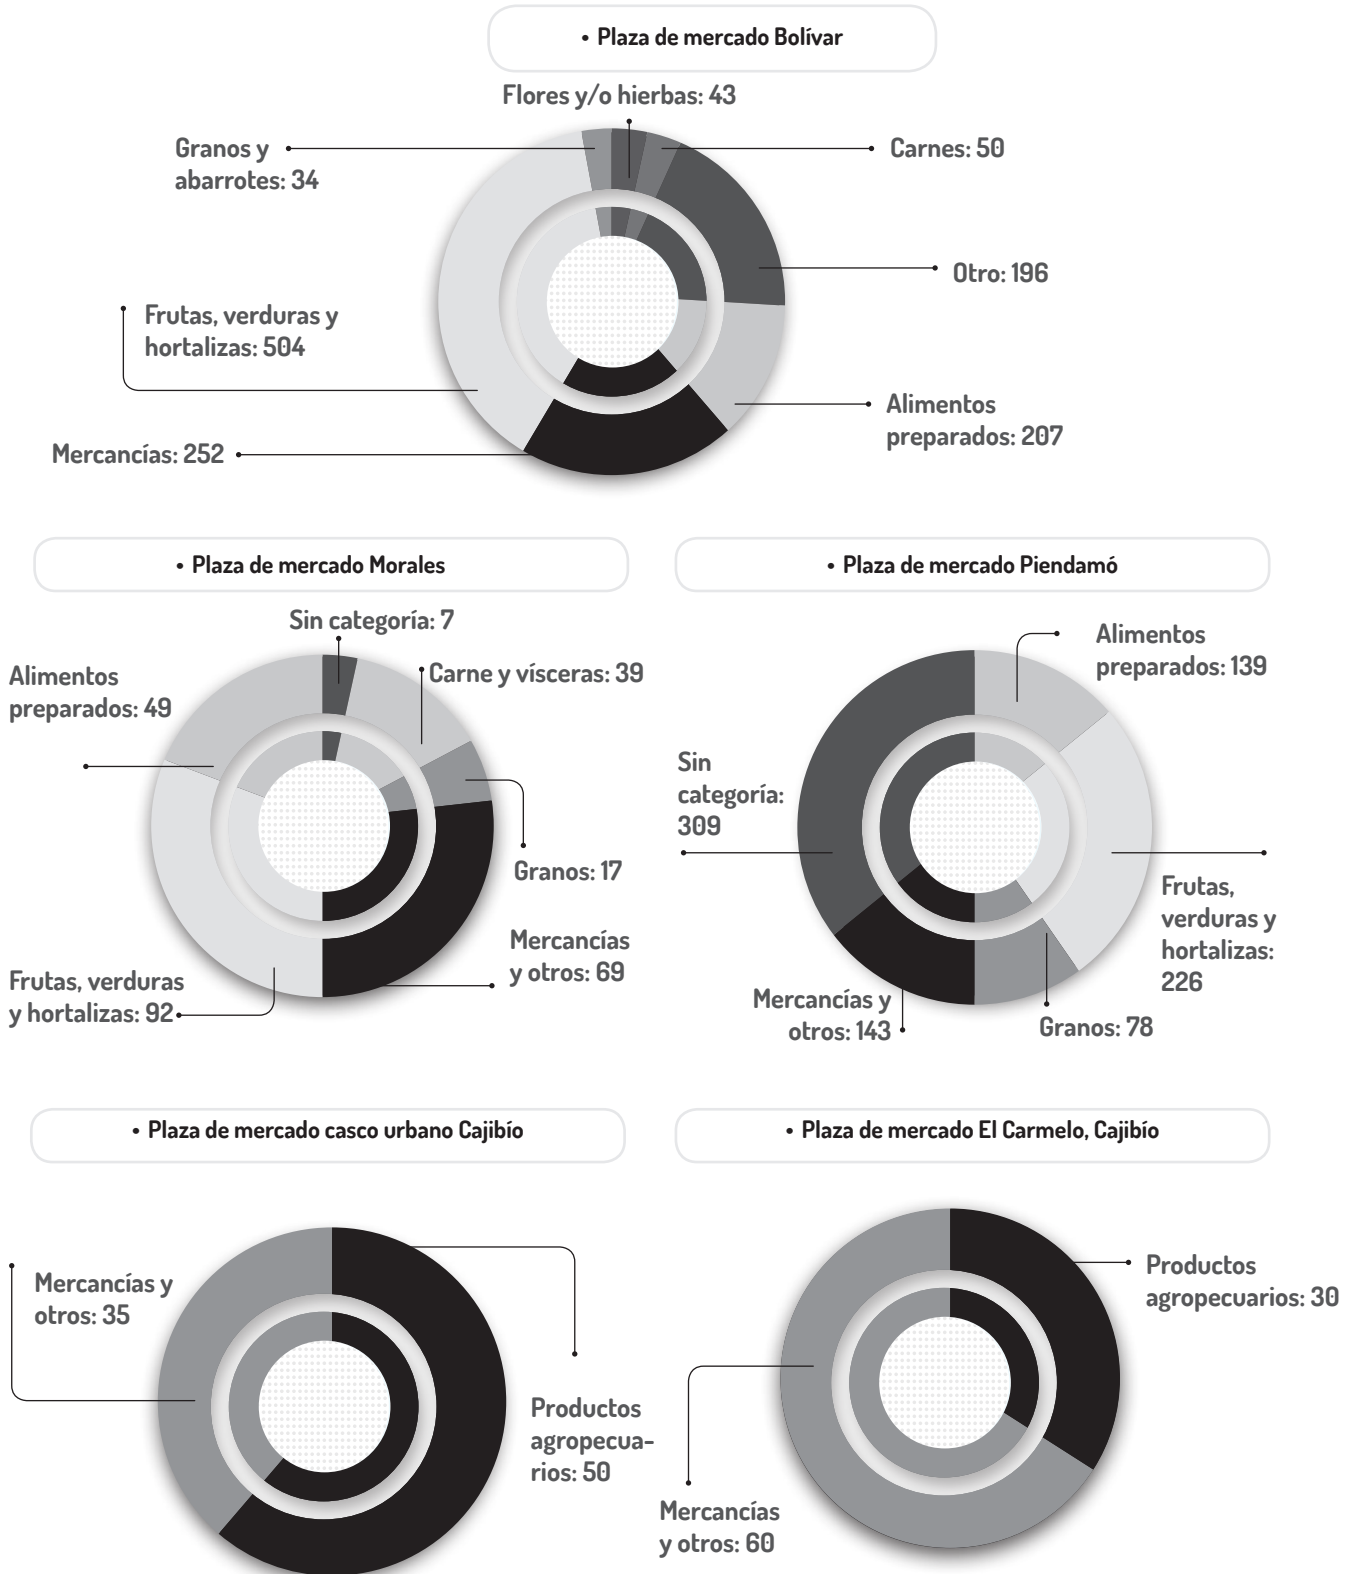 • Plaza de mercado Bolívar
Flores y/o hierbas: 43
Granos y
abarrotes: 34
Carnes: 50
Otro: 196
Frutas, verduras y
hortalizas: 504
Alimentos
preparados: 207
Mercancías: 252
• Plaza de mercado Morales
Sin categoría: 7
Alimentos
preparados: 49
Carne y vísceras: 39
Granos: 17
Mercancías
y otros: 69
Frutas, verduras
y hortalizas: 92
• Plaza de mercado Piendamó
Alimentos
preparados: 139
Sin
categoría:
309
Frutas,
verduras y
hortalizas:
226
Mercancías y
otros: 143
Granos: 78
• Plaza de mercado casco urbano Cajibío
Mercancías y
otros: 35
Productos
agropecua-
rios: 50
• Plaza de mercado El Carmelo, Cajibío
Productos
agropecuarios: 30
Mercancías
y otros: 60